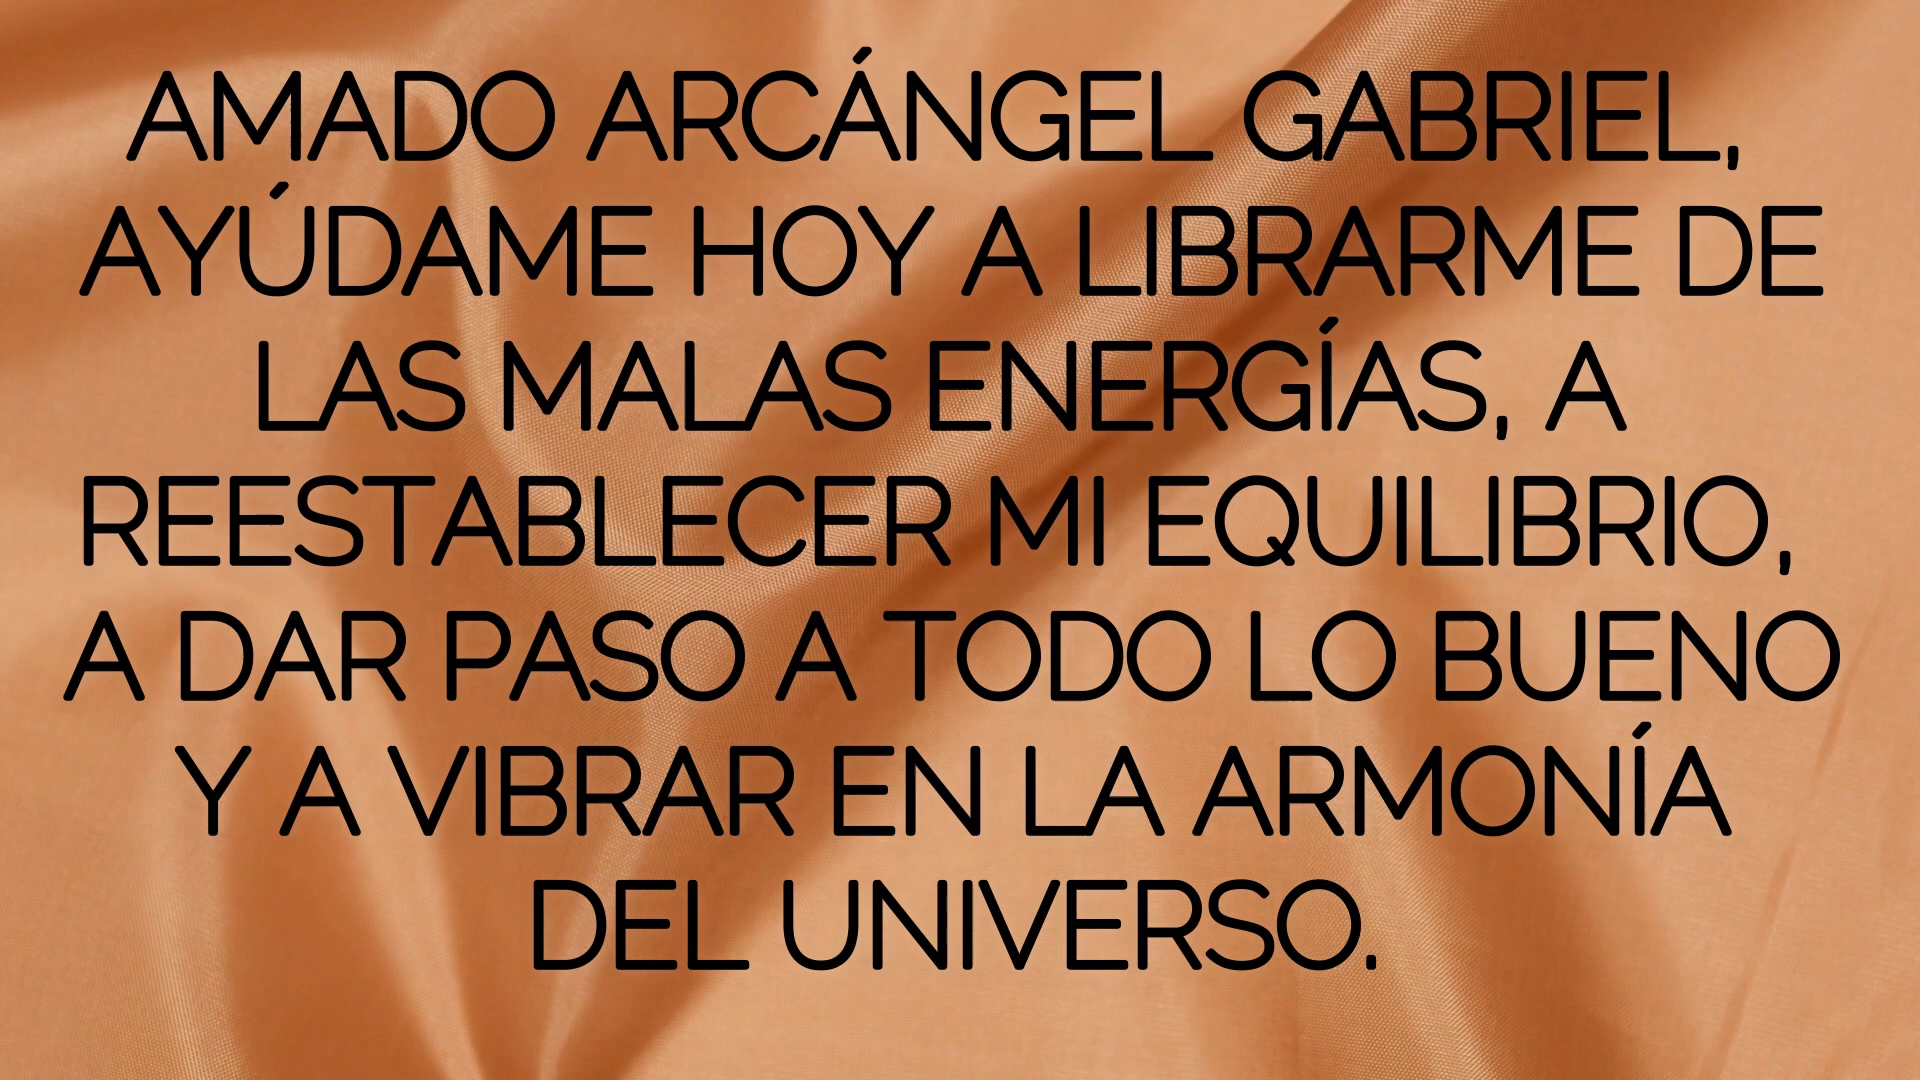 AMADO ARCÁNGEL GABRIEL,
AYÚDAME HOY A LIBRARME DE
LAS MALAS ENERGÍAS, A
REESTABLECER MI EQUILIBRIO,
A DAR PASO A TODO LO BUENO
Y A VIBRAR EN LA ARMONÍA
DEL UNIVERSO.